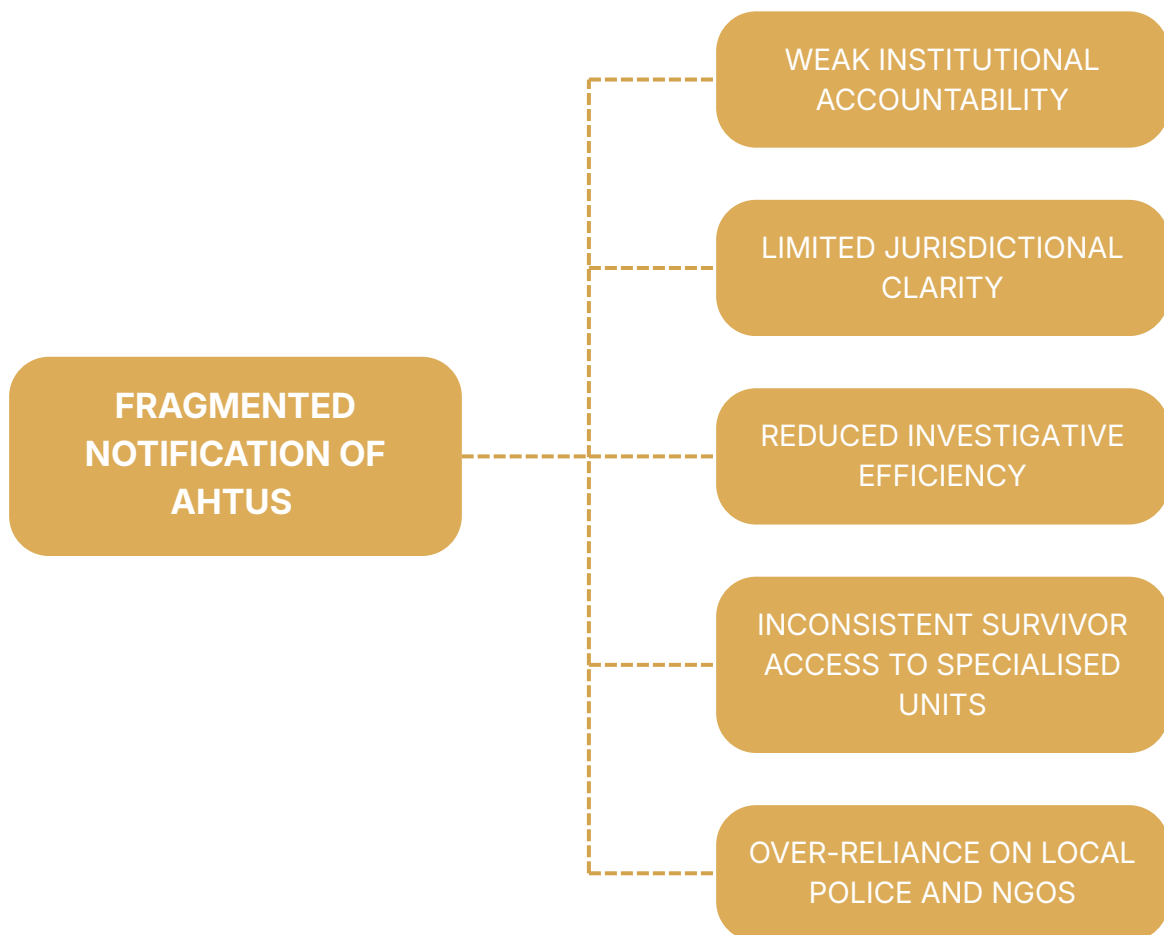 WEAK INSTITUTIONAL
ACCOUNTABILITY
LIMITED JURISDICTIONAL
CLARITY
FRAGMENTED
NOTIFICATION OF
AHTUS
REDUCED INVESTIGATIVE
EFFICIENCY
INCONSISTENT SURVIVOR
ACCESS TO SPECIALISED
UNITS
OVER-RELIANCE ON LOCAL
POLICE AND NGOS